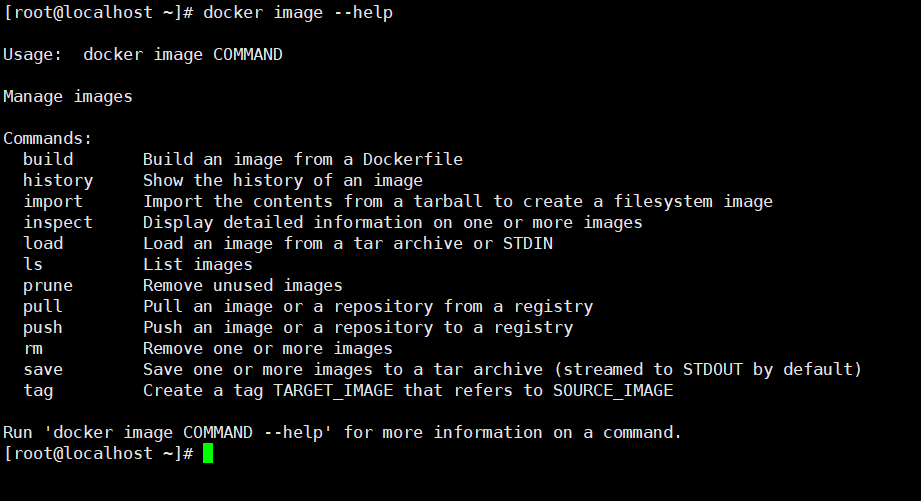 [root@localhost ~]# docker image --help
Usage:  docker image COMMAND
Manage images
Commands:
  build       Build an image from a Dockerfile
  history     Show the history of an image
  import      Import the contents from a tarball to create a filesystem image
  inspect     Display detailed information on one or more images
  load        Load an image from a tar archive or STDIN
  ls          List images
  prune       Remove unused images
  pull        Pull an image or a repository from a registry
  push        Push an image or a repository to a registry
  rm          Remove one or more images
  save        Save one or more images to a tar archive (streamed to STDOUT by default)
  tag         Create a tag TARGET_IMAGE that refers to SOURCE_IMAGE
Run 'docker image COMMAND --help' for more information on a command.
[root@localhost ~]#